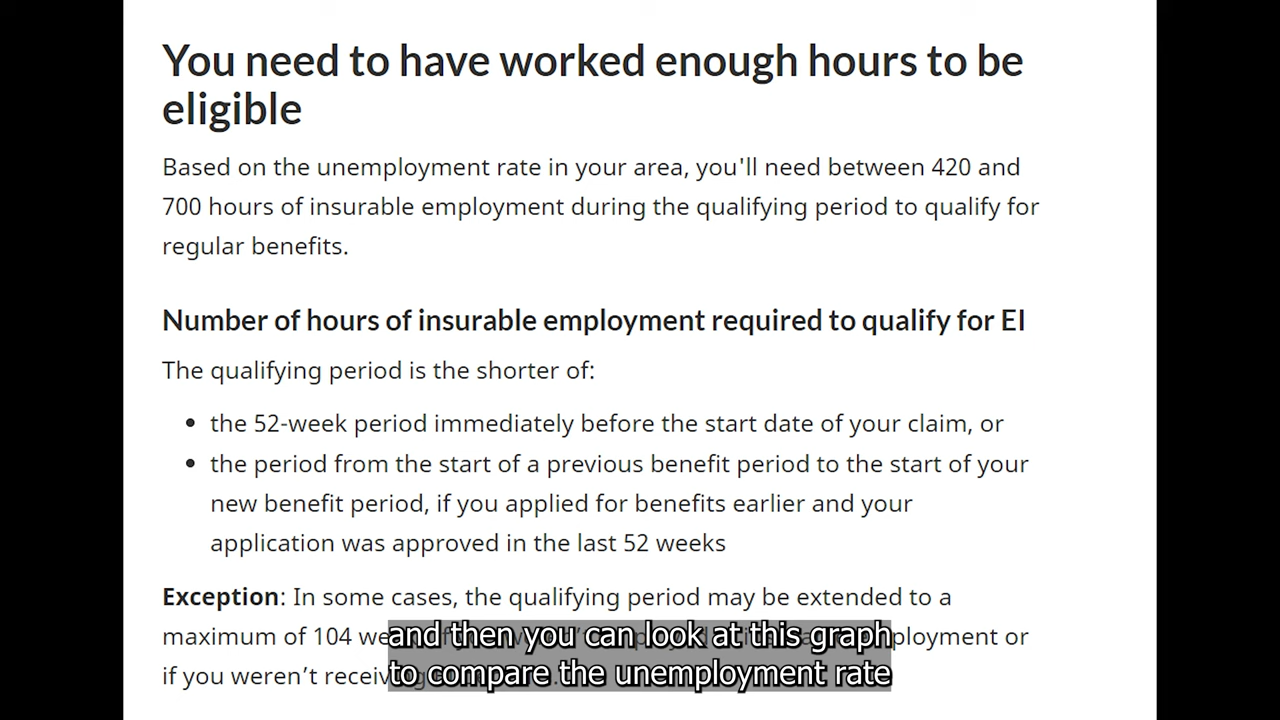 You need to have worked enough hours to be
eligible
Based on the unemployment rate in your area, you'll need between 420 and
700 hours of insurable employment during the qualifying period to qualify for
regular benefits.
Number of hours of insurable employment required to qualify for EI
The qualifying period is the shorter of:
• the 52-week period immediately before the start date of your claim, or
• the period from the start of a previous benefit period to the start of your
new benefit period, if you applied for benefits earlier and your
application was approved in the last 52 weeks
Exception: In some cases, the qualifying period may be extended to a
maximum of 104 ployment or
if you weren’t
and then you can look at this graph
to compare the unemployment rate